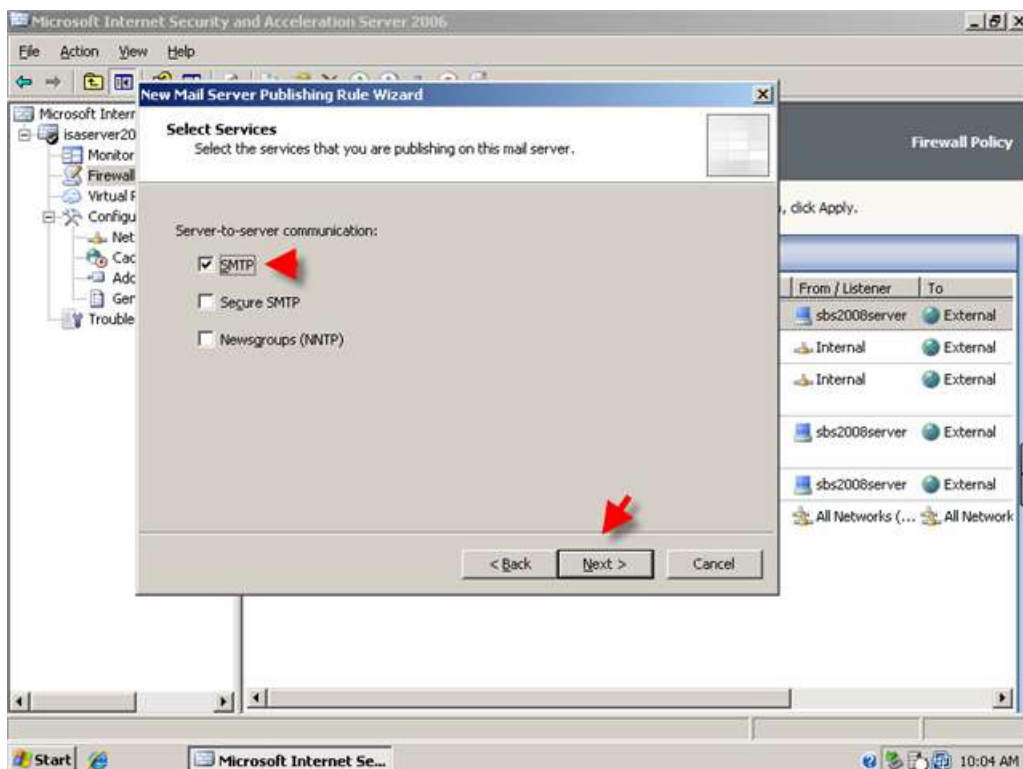 Microsoft Internet Security and Acceleration Server 2006
File Action View Help
New Mail Server Publishing Rule Wizard
Microsoft Interr
isaserver20
Monitor
Firewall
Virtual F
Configu
Net
Cac
Add
Ger
Trouble
Select Services
Select the services that you are publishing on this mail server.
Server-to-server communication:
SMTP
Secure SMTP
Newsgroups (NNTP)
< Back Next > Cancel
Firewall Policy
, click Apply.
From / Listener To
sbs2008server External
Internal External
Internal External
sbs2008server External
sbs2008server External
All Networks (... All Network
Start Microsoft Internet Se... 10:04 AM